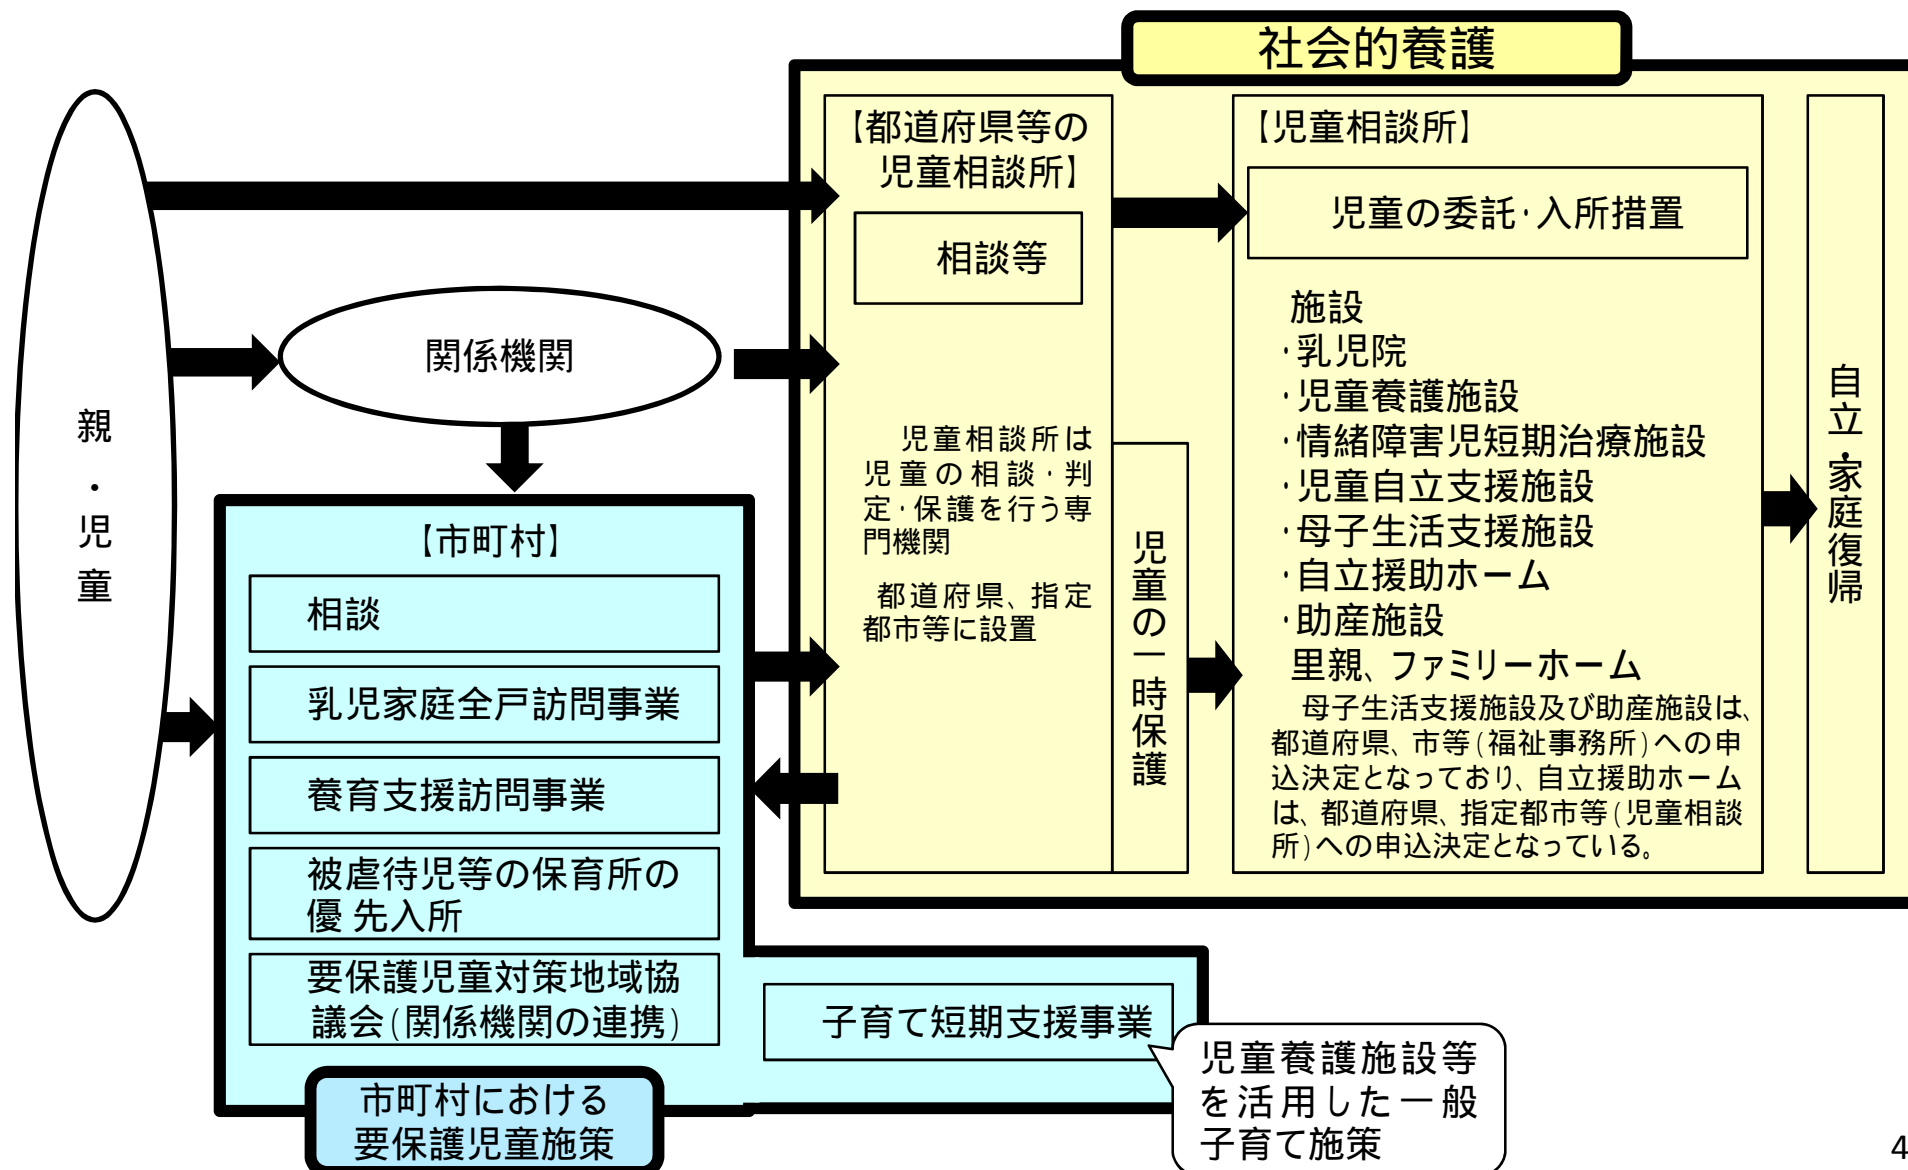 社会的養護
親・児童
関係機関
【市町村】
相談
乳児家庭全戸訪問事業
養育支援訪問事業
被虐待児等の保育所の
優 先入所
要保護児童対策地域協
議会(関係機関の連携)
子育て短期支援事業
市町村における
要保護児童施策
児童養護施設等
を活用した一般
子育て施策
【都道府県等の
児童相談所】
相談等
児童相談所は
児童の相談・判
定・保護を行う専
門機関
都道府県、指定
都市等に設置
児童の一時保護
【児童相談所】
児童の委託・入所措置
施設
・乳児院
・児童養護施設
・情緒障害児短期治療施設
・児童自立支援施設
・母子生活支援施設
・自立援助ホーム
・助産施設
里親、ファミリーホーム
母子生活支援施設及び助産施設は、
都道府県、市等(福祉事務所)への申
込決定となっており、自立援助ホーム
は、都道府県、指定都市等(児童相談
所)への申込決定となっている。
自立・家庭復帰
4